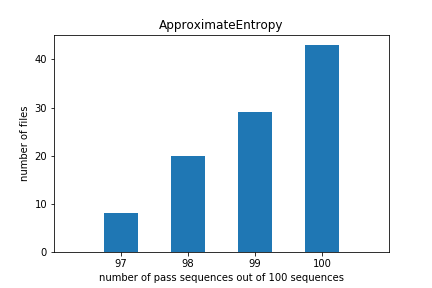 ApproximateEntropy
number of files
40
30
20
10
0
97 98 99 100
number of pass sequences out of 100 sequences